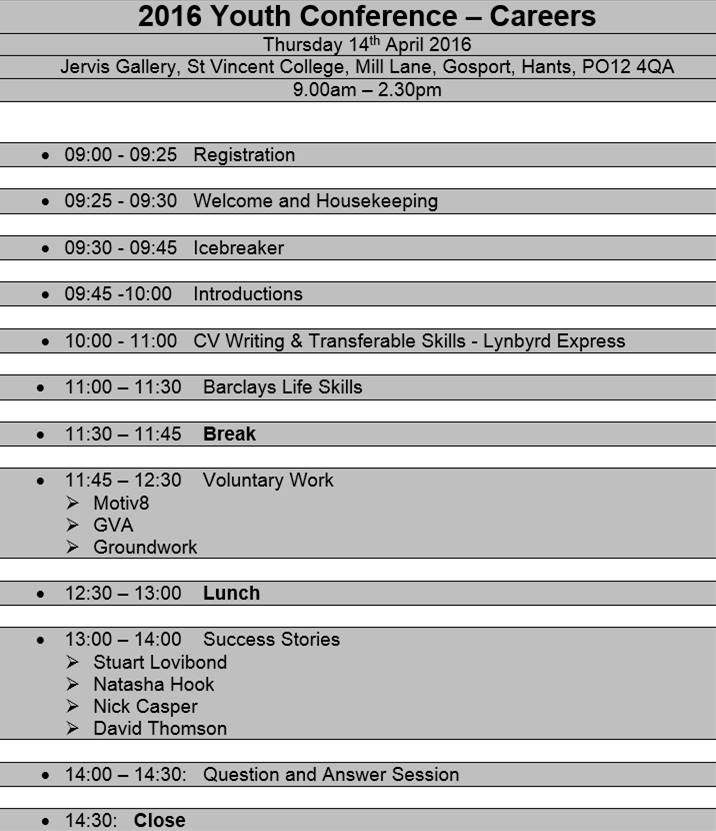 2016 Youth Conference – Careers
Thursday 14th April 2016
Jervis Gallery, St Vincent College, Mill Lane, Gosport, Hants, PO12 4QA
9.00am – 2.30pm
• 09:00 - 09:25 Registration
• 09:25 - 09:30 Welcome and Housekeeping
• 09:30 - 09:45 Icebreaker
• 09:45 -10:00 Introductions
• 10:00 - 11:00 CV Writing & Transferable Skills - Lynbyrd Express
• 11:00 – 11:30 Barclays Life Skills
• 11:30 – 11:45 Break
• 11:45 – 12:30 Voluntary Work
➢ Motiv8
➢ GVA
➢ Groundwork
• 12:30 – 13:00 Lunch
• 13:00 – 14:00 Success Stories
➢ Stuart Lovibond
➢ Natasha Hook
➢ Nick Casper
➢ David Thomson
• 14:00 – 14:30: Question and Answer Session
• 14:30: Close